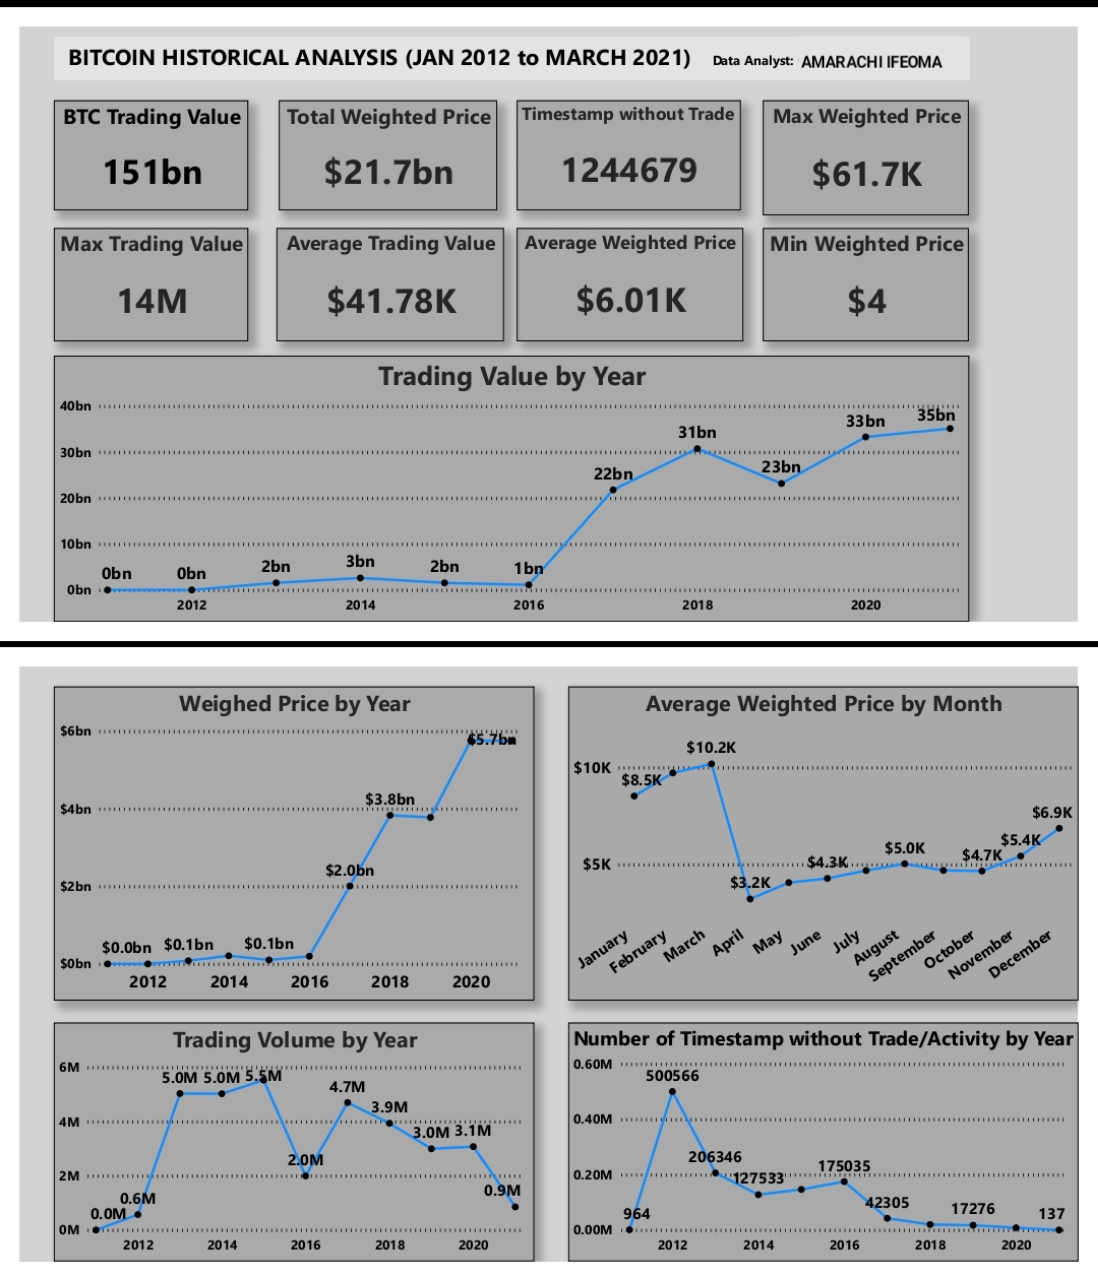 BITCOIN HISTORICAL ANALYSIS (JAN 2012 to MARCH 2021) Data Analyst: AMARACHI IFEOMA
BTC Trading Value
151bn
Total Weighted Price
$21.7bn
Timestamp without Trade
1244679
Max Weighted Price
$61.7K
Max Trading Value
14M
Average Trading Value
$41.78K
Average Weighted Price
$6.01K
Min Weighted Price
$4
Trading Value by Year
40bn
30bn
20bn
10bn
0bn
0bn 0bn 2bn 3bn 2bn 1bn 22bn 31bn 23bn 33bn 35bn
2012 2014 2016 2018 2020
Weighed Price by Year
$6bn
$4bn
$2bn
$0bn
$0.0bn $0.1bn $0.1bn $2.0bn $3.8bn $5.7bn
2012 2014 2016 2018 2020
Average Weighted Price by Month
$10K
$5K
$8.5K $10.2K $3.2K $4.3K $5.0K $4.7K $5.4K $6.9K
January February March April May June July August September October November December
Trading Volume by Year
6M
4M
2M
0M
0.0M 0.6M 5.0M 5.0M 5.5M 2.0M 4.7M 3.9M 3.0M 3.1M 0.9M
2012 2014 2016 2018 2020
Number of Timestamp without Trade/Activity by Year
0.60M
0.40M
0.20M
0.00M
964 500566 206346 127533 175035 42305 17276 137
2012 2014 2016 2018 2020